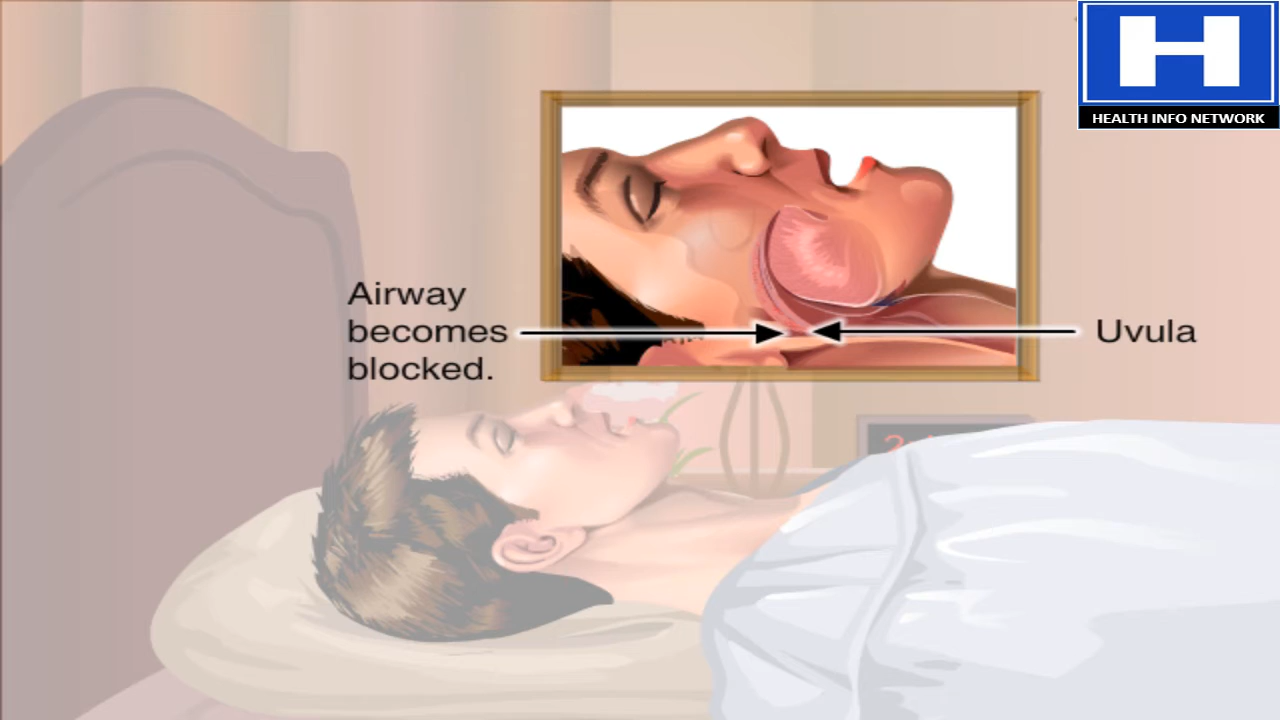 H
HEALTH INFO NETWORK
Airway
becomes
blocked.
Uvula